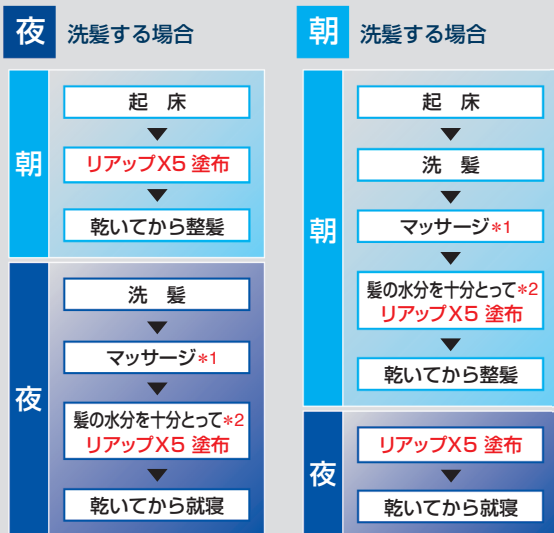 夜 洗髪する場合
朝
起 床
リアップX5 塗布
乾いてから整髪
夜
洗 髪
マッサージ*1
髪の水分を十分とって*2
リアップX5 塗布
乾いてから就寝
朝 洗髪する場合
朝
起 床
洗 髪
マッサージ*1
髪の水分を十分とって*2
リアップX5 塗布
乾いてから整髪
夜
リアップX5 塗布
乾いてから就寝